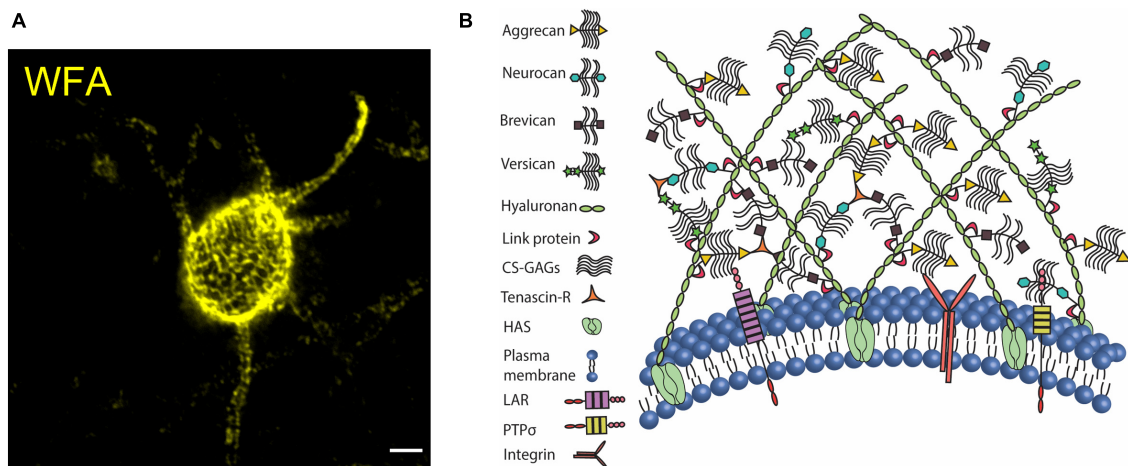 A
WFA
B
Aggrecan
Neurocan
Brevican
Versican
Hyaluronan
Link protein
CS-GAGs
Tenascin-R
HAS
Plasma
membrane
LAR
PTPσ
Integrin